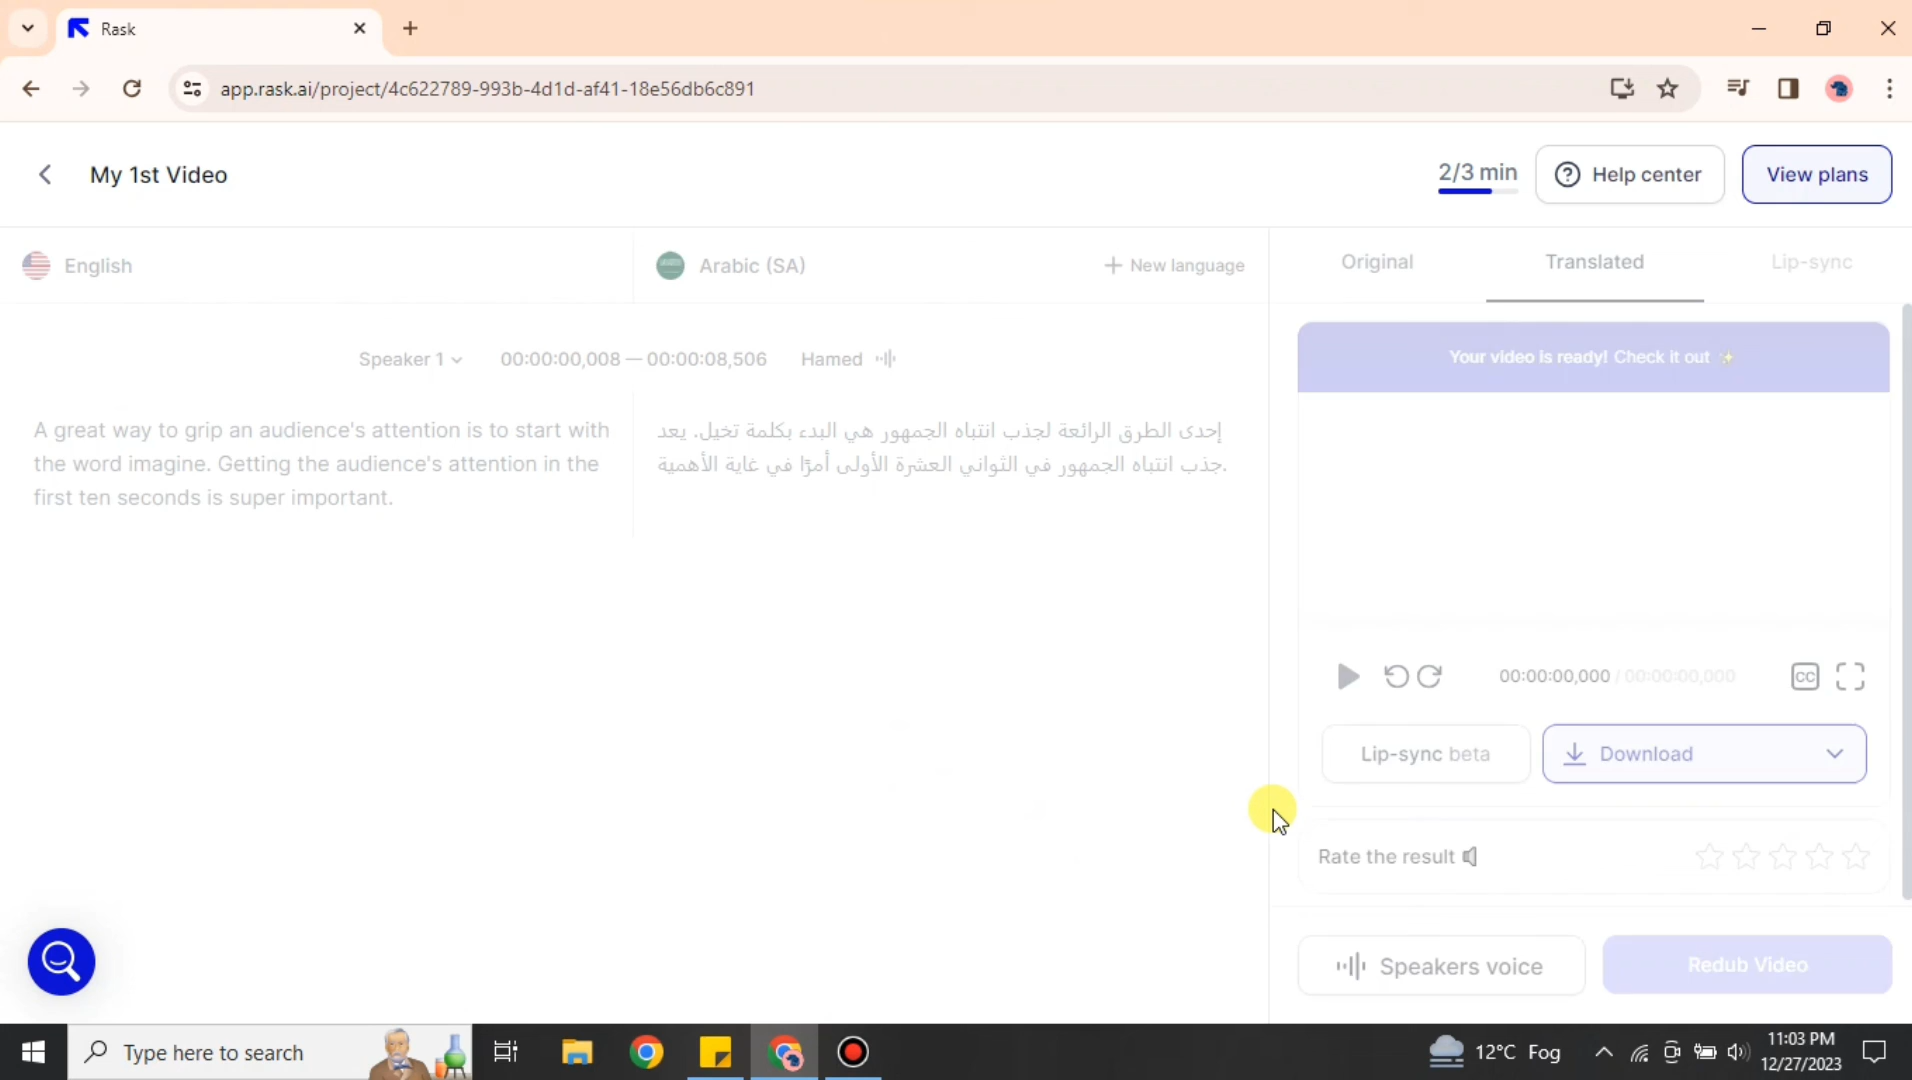 Rask
app.rask.ai/project/4c622789-993b-4d1d-af41-18e56db6c891
My 1st Video
2/3 min
Help center
View plans
English
Arabic (SA)
New language
Original
Translated
Lip-sync
Speaker 1
00:00:00,008 — 00:00:08,506
Hamed
Your video is ready! Check it out ✨
A great way to grip an audience's attention is to start with
the word imagine. Getting the audience's attention in the
first ten seconds is super important.
إحدى الطرق الرائعة لجذب انتباه الجمهور هي البدء بكلمة تخيل. يعد
جذب انتباه الجمهور في الثواني العشرة الأولى أمرًا في غاية الأهمية.
00:00:00,000 / 00:00:00,000
CC
Lip-sync beta
Download
Rate the result
Speakers voice
Redub Video
Type here to search
12°C Fog
11:03 PM
12/27/2023